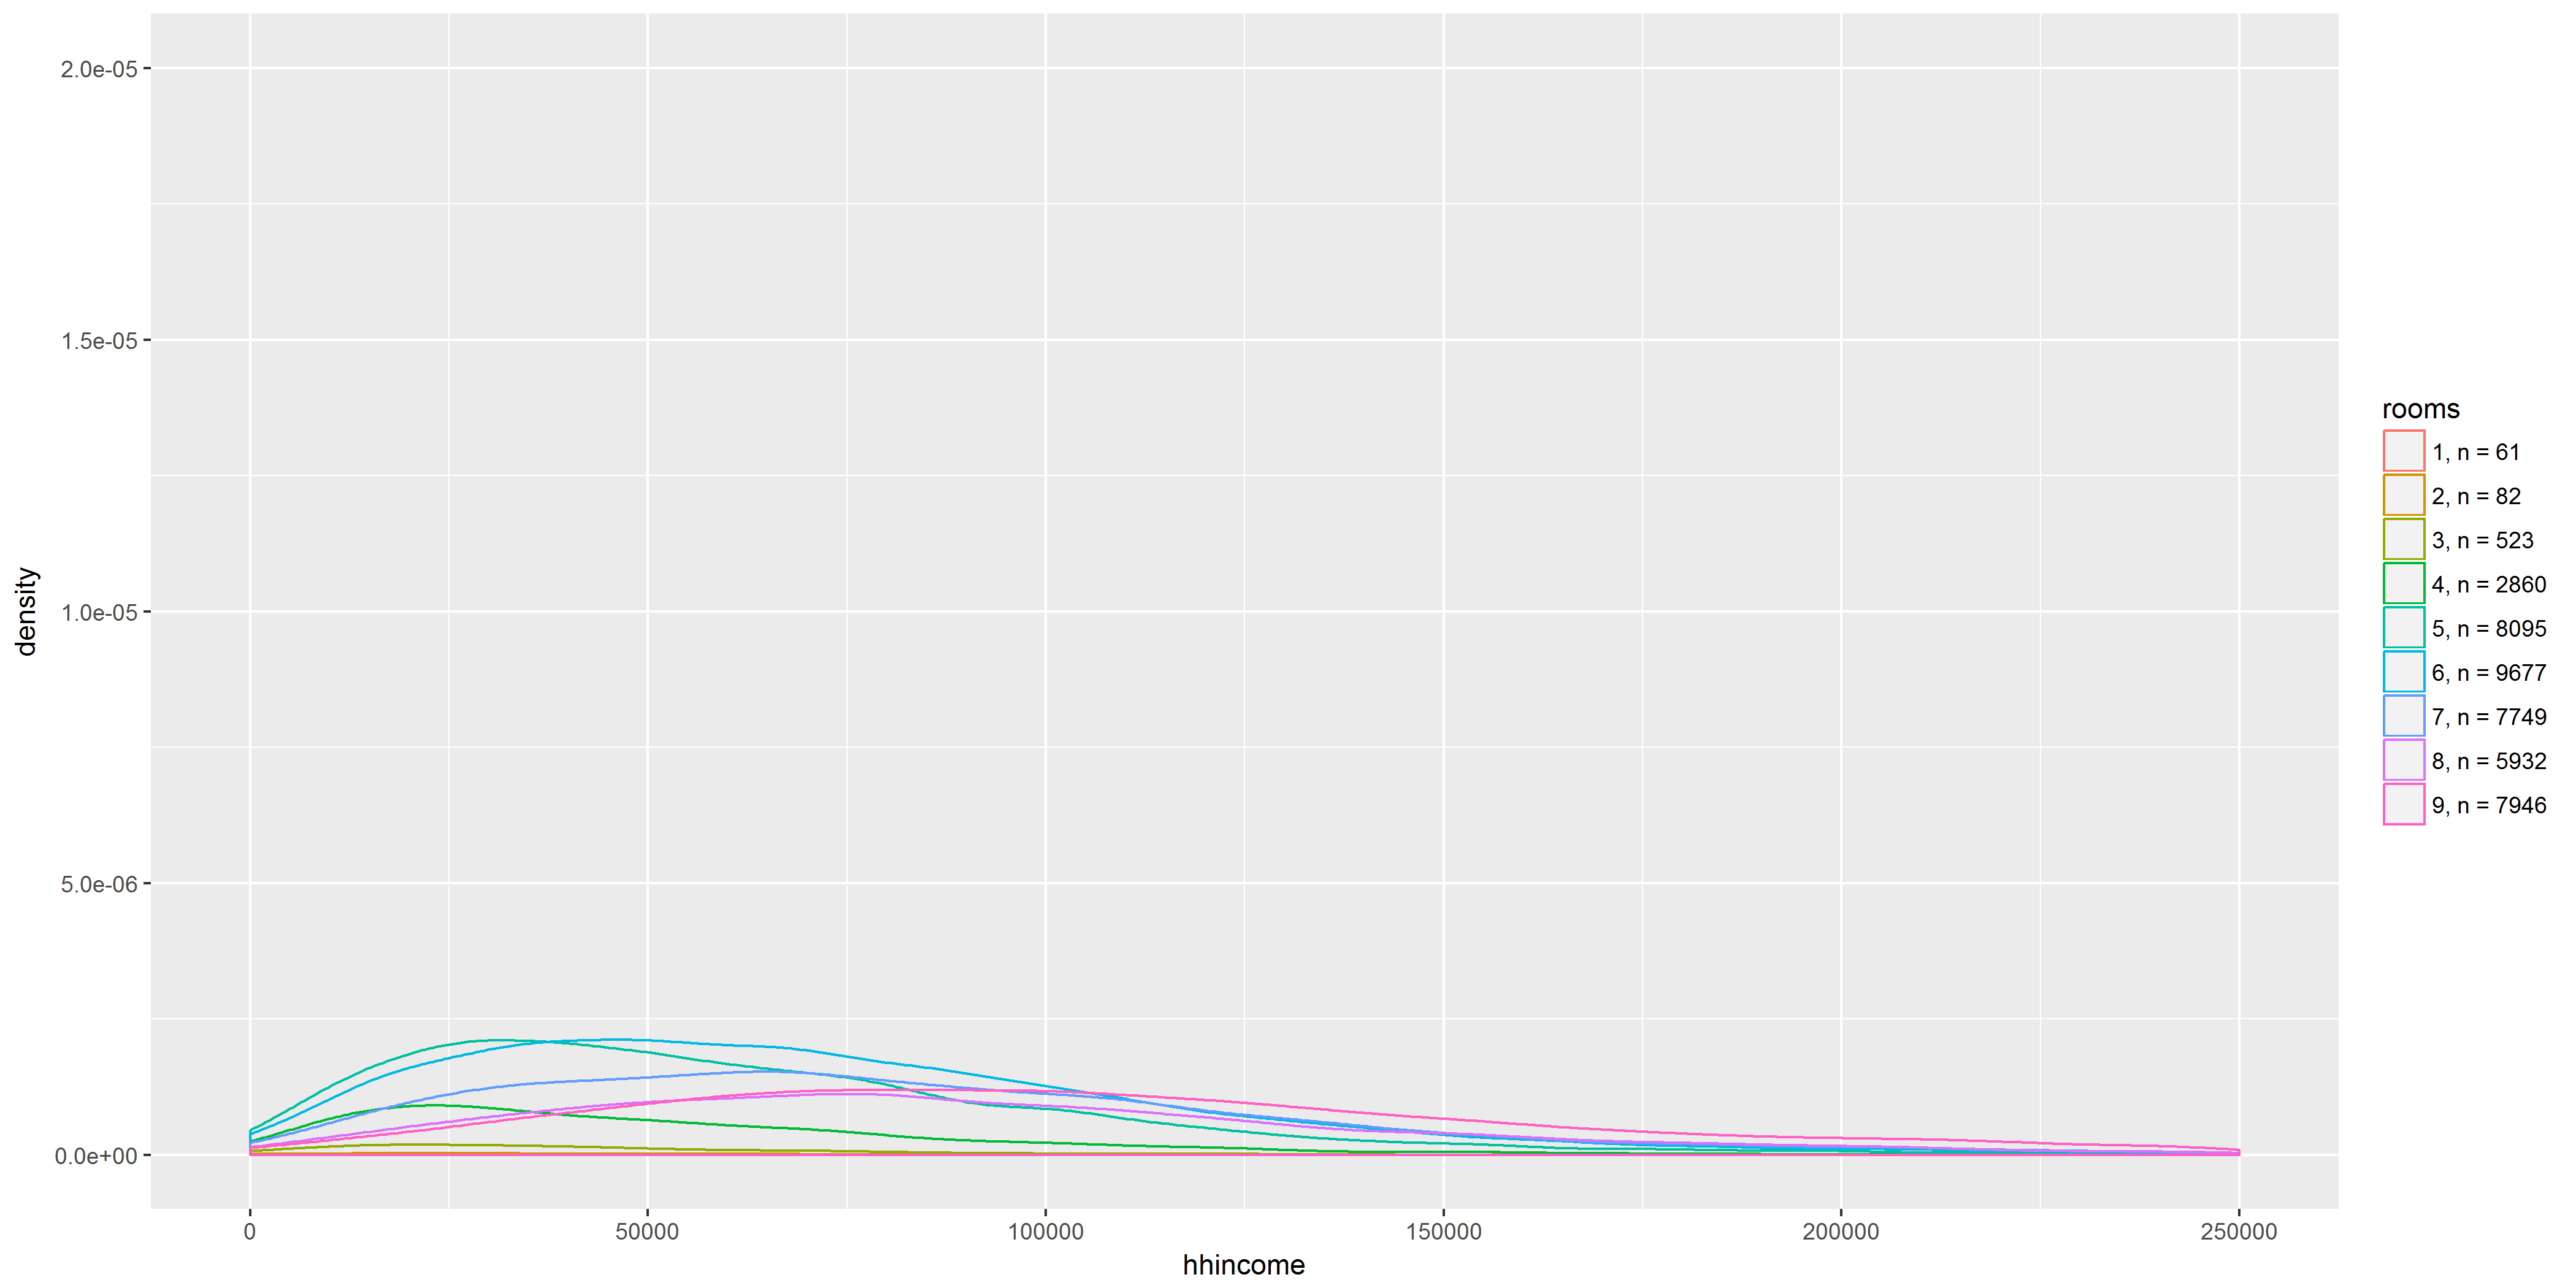 2.0e-05
1.5e-05
1.0e-05
5.0e-06
0.0e+00
density
0 50000 100000 150000 200000 250000
hhincome
rooms
1, n = 61
2, n = 82
3, n = 523
4, n = 2860
5, n = 8095
6, n = 9677
7, n = 7749
8, n = 5932
9, n = 7946